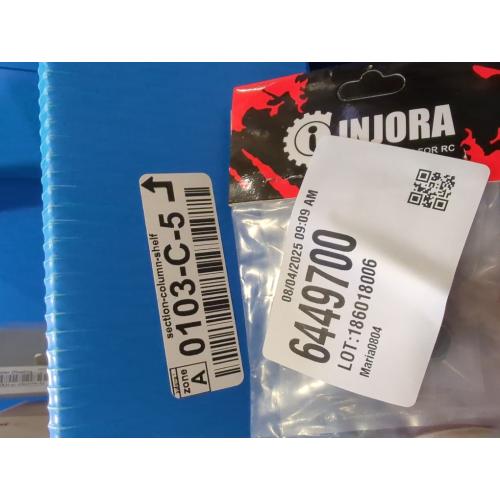 INJORA
FOR RC
08/04/2025 09:09 AM
6449700
LOT:186018006
Maria0804
section-column-shelf
0103-C-5
zone
A